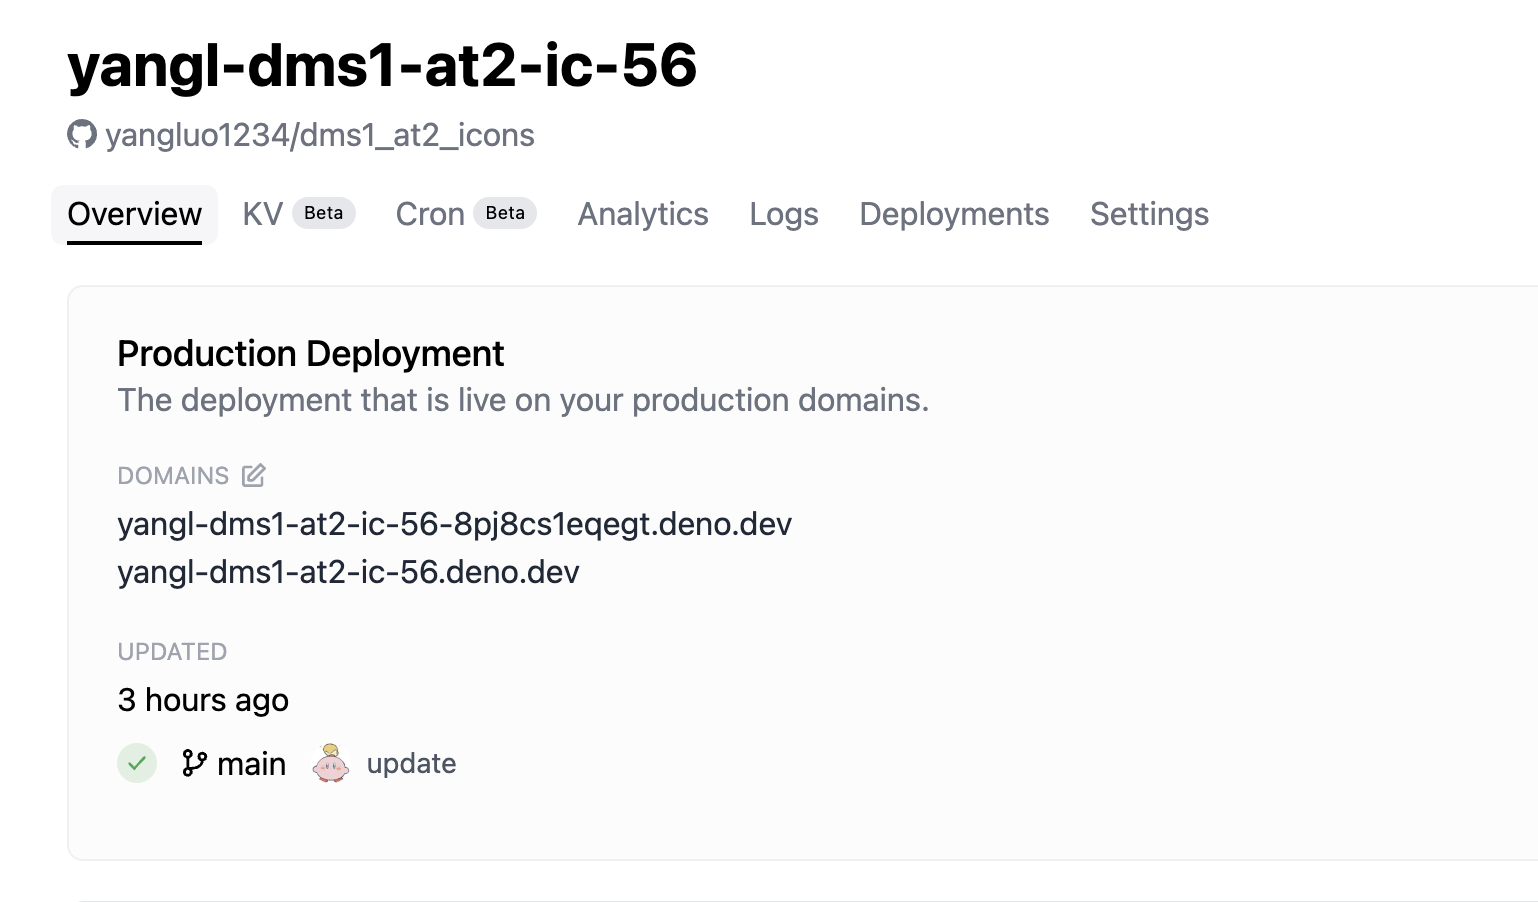 yangl-dms1-at2-ic-56
yangluo1234/dms1_at2_icons
Overview KV Beta Cron Beta Analytics Logs Deployments Settings
Production Deployment
The deployment that is live on your production domains.
DOMAINS
yangl-dms1-at2-ic-56-8pj8cs1eqegt.deno.dev
yangl-dms1-at2-ic-56.deno.dev
UPDATED
3 hours ago
main update